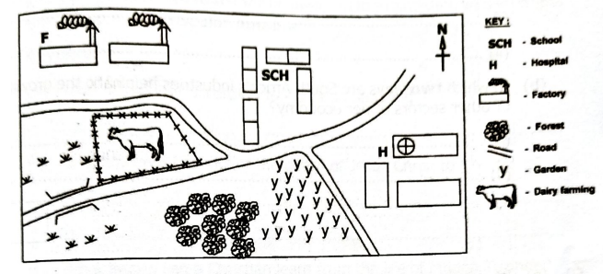 F
N
SCH
H
KEY :
SCH - School
H - Hospital
- Factory
- Forest
- Road
y - Garden
- Dairy farming